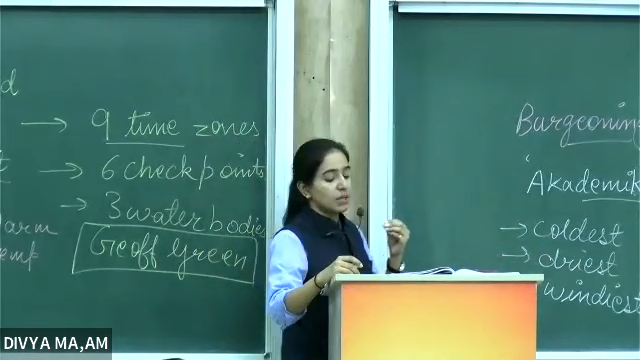 d
→ 9 time zones
→ 6 checkpoints
→ 3 water bodies
Geoff Green
Burgeoning
'Akademik
→ coldest
→ driest
windiest
DIVYA MA,AM